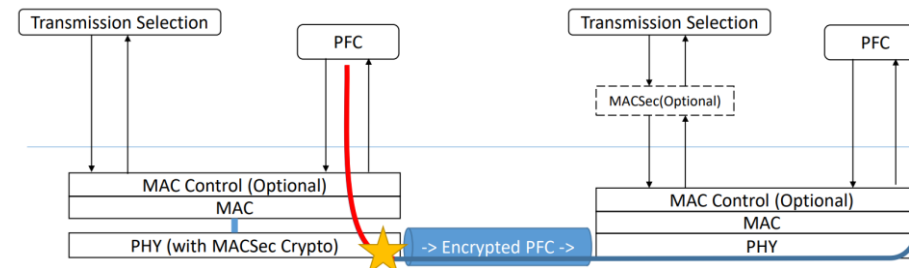 Transmission Selection
PFC
MAC Control (Optional)
MAC
PHY (with MACSec Crypto)
-> Encrypted PFC ->
Transmission Selection
PFC
MACSec(Optional)
MAC Control (Optional)
MAC
PHY